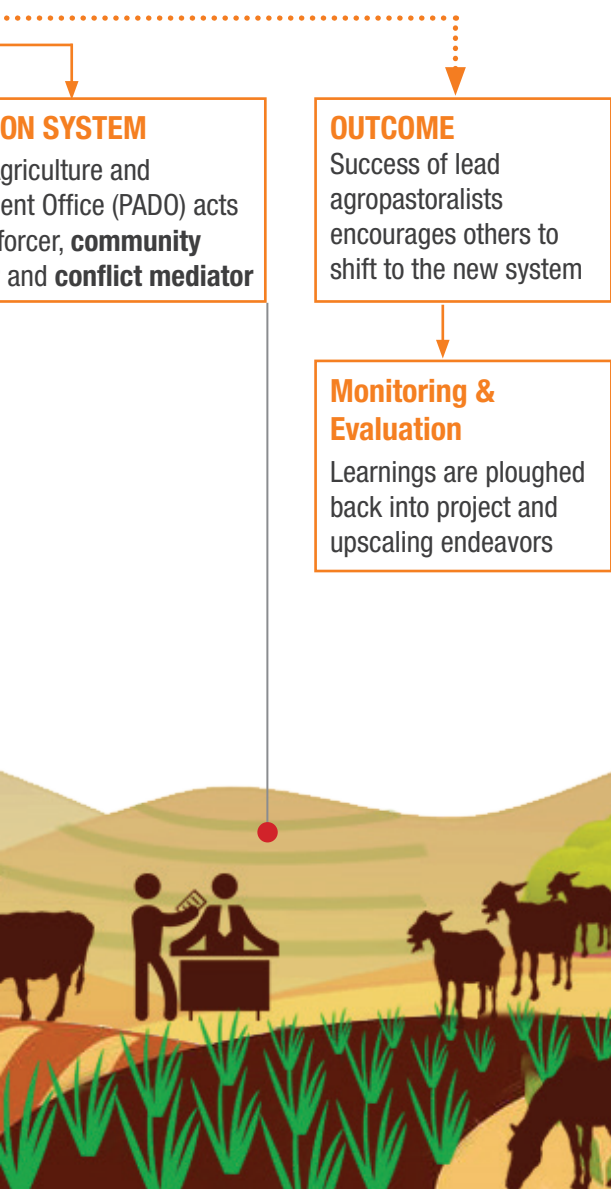 ON SYSTEM
griculture and
ent Office (PADO) acts
forcer, community
and conflict mediator
OUTCOME
Success of lead
agropastoralists
encourages others to
shift to the new system
Monitoring &
Evaluation
Learnings are ploughed
back into project and
upscaling endeavors